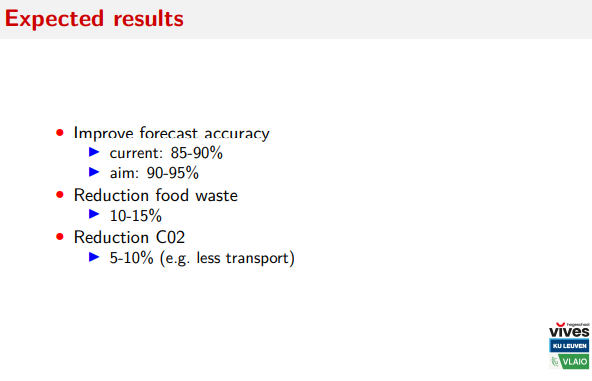 Expected results
Improve forecast accuracy
current: 85-90%
aim: 90-95%
Reduction food waste
10-15%
Reduction C02
5-10% (e.g. less transport)
hogeschool
vives
KU LEUVEN
VLAIO